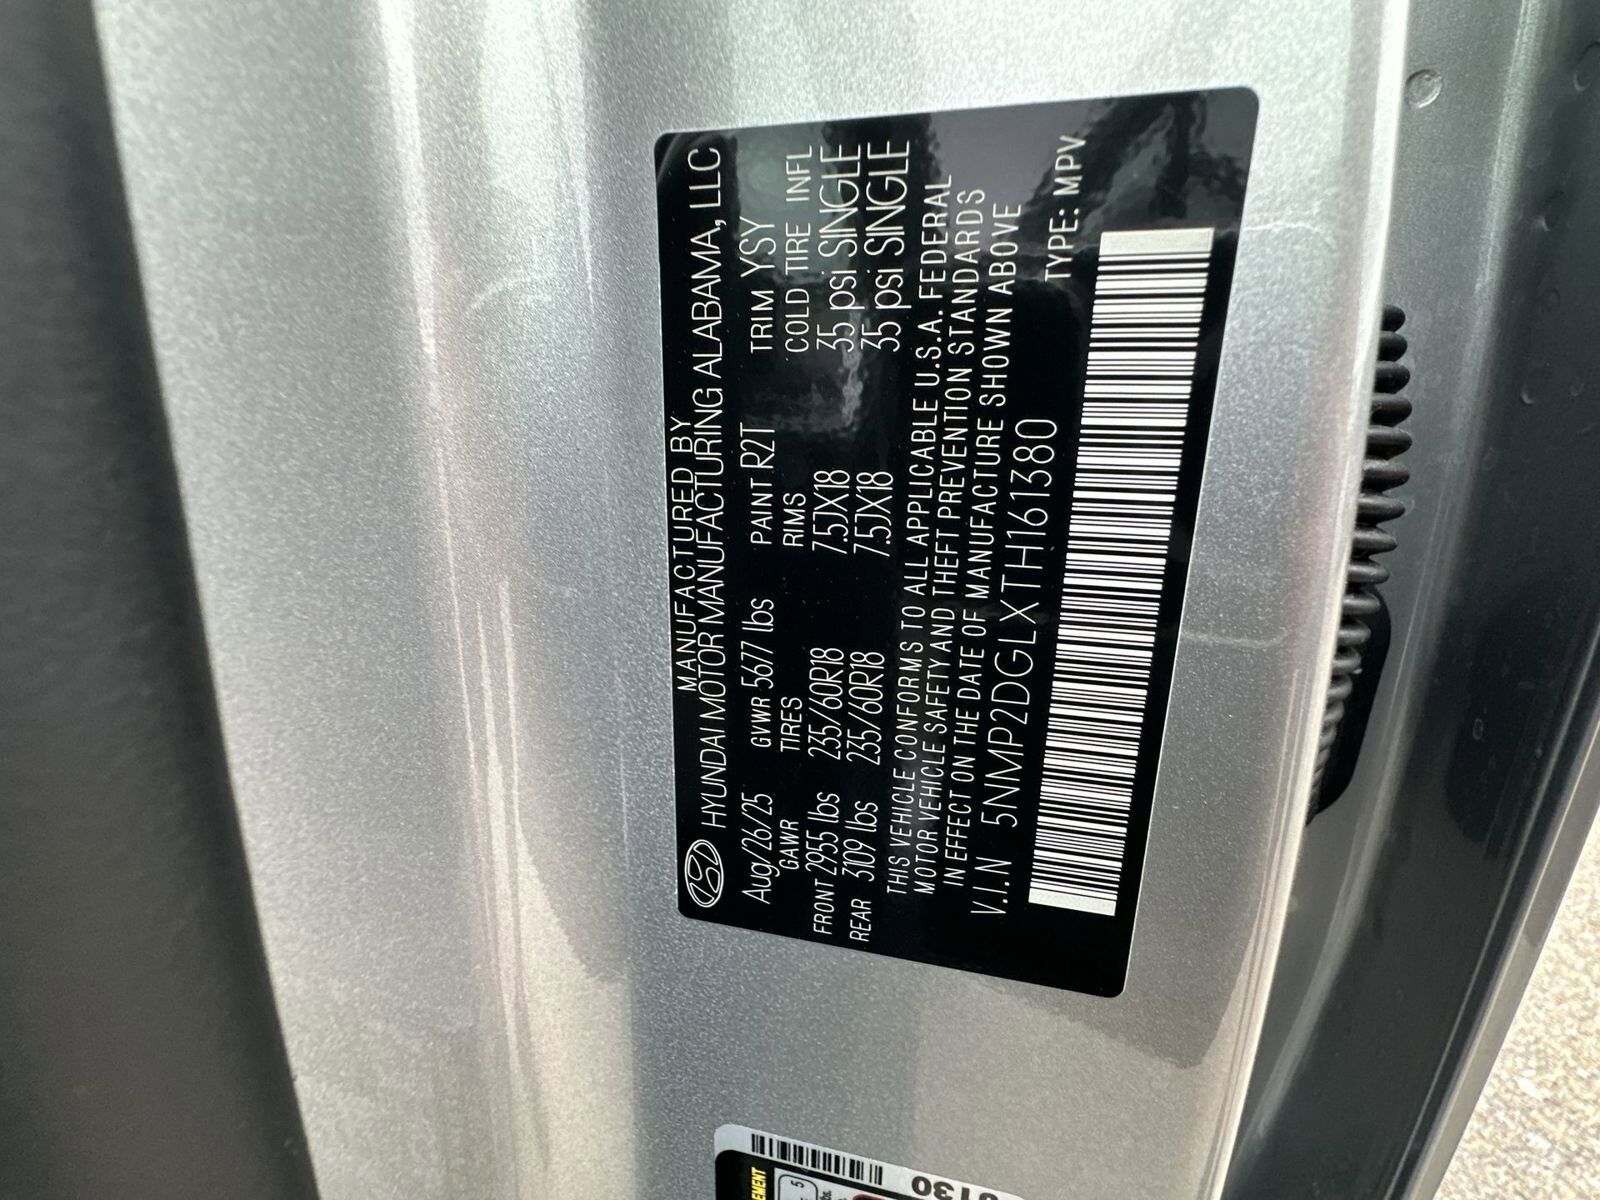 MANUFACTURED BY
HYUNDAI MOTOR MANUFACTURING ALABAMA, LLC
Aug/26/25 GVWR 5677 lbs PAINT R2T TRIM YSY
GAWR TIRES RIMS COLD TIRE INFL
FRONT 2955 lbs 235/60R18 7.5JX18 35 psi SINGLE
REAR 3109 lbs 235/60R18 7.5JX18 35 psi SINGLE
THIS VEHICLE CONFORMS TO ALL APPLICABLE U.S.A. FEDERAL
MOTOR VEHICLE SAFETY AND THEFT PREVENTION STANDARDS
IN EFFECT ON THE DATE OF MANUFACTURE SHOWN ABOVE
V.I.N 5NMP2DGLXTH161380 TYPE: MPV